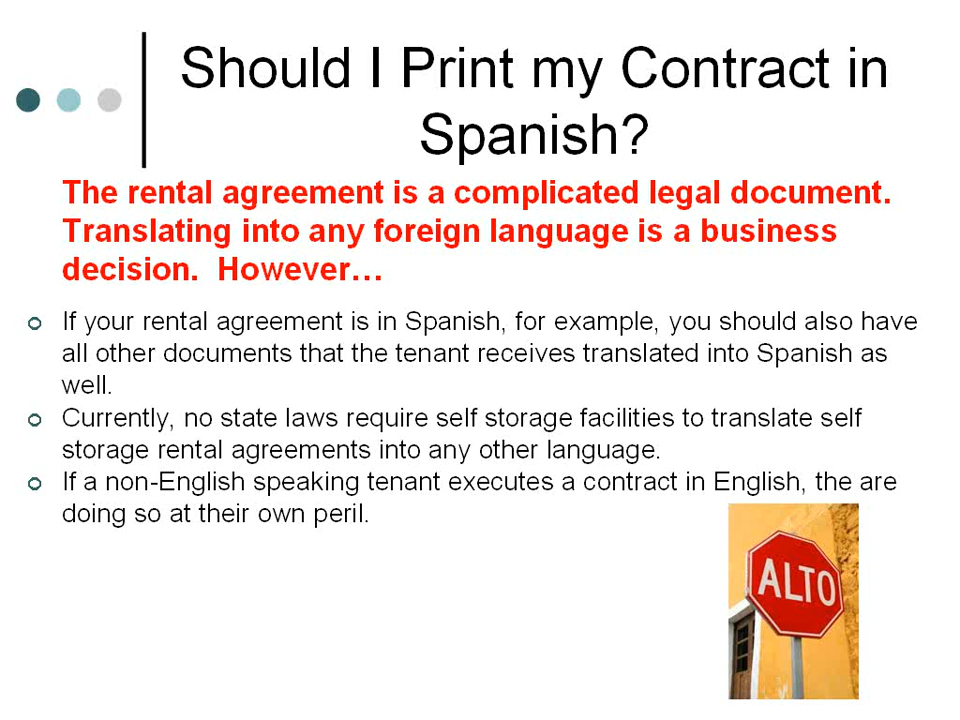 Should I Print my Contract in
Spanish?
The rental agreement is a complicated legal document.
Translating into any foreign language is a business
decision.  However…
If your rental agreement is in Spanish, for example, you should also have
all other documents that the tenant receives translated into Spanish as
well.
Currently, no state laws require self storage facilities to translate self
storage rental agreements into any other language.
If a non-English speaking tenant executes a contract in English, the are
doing so at their own peril.
ALTO